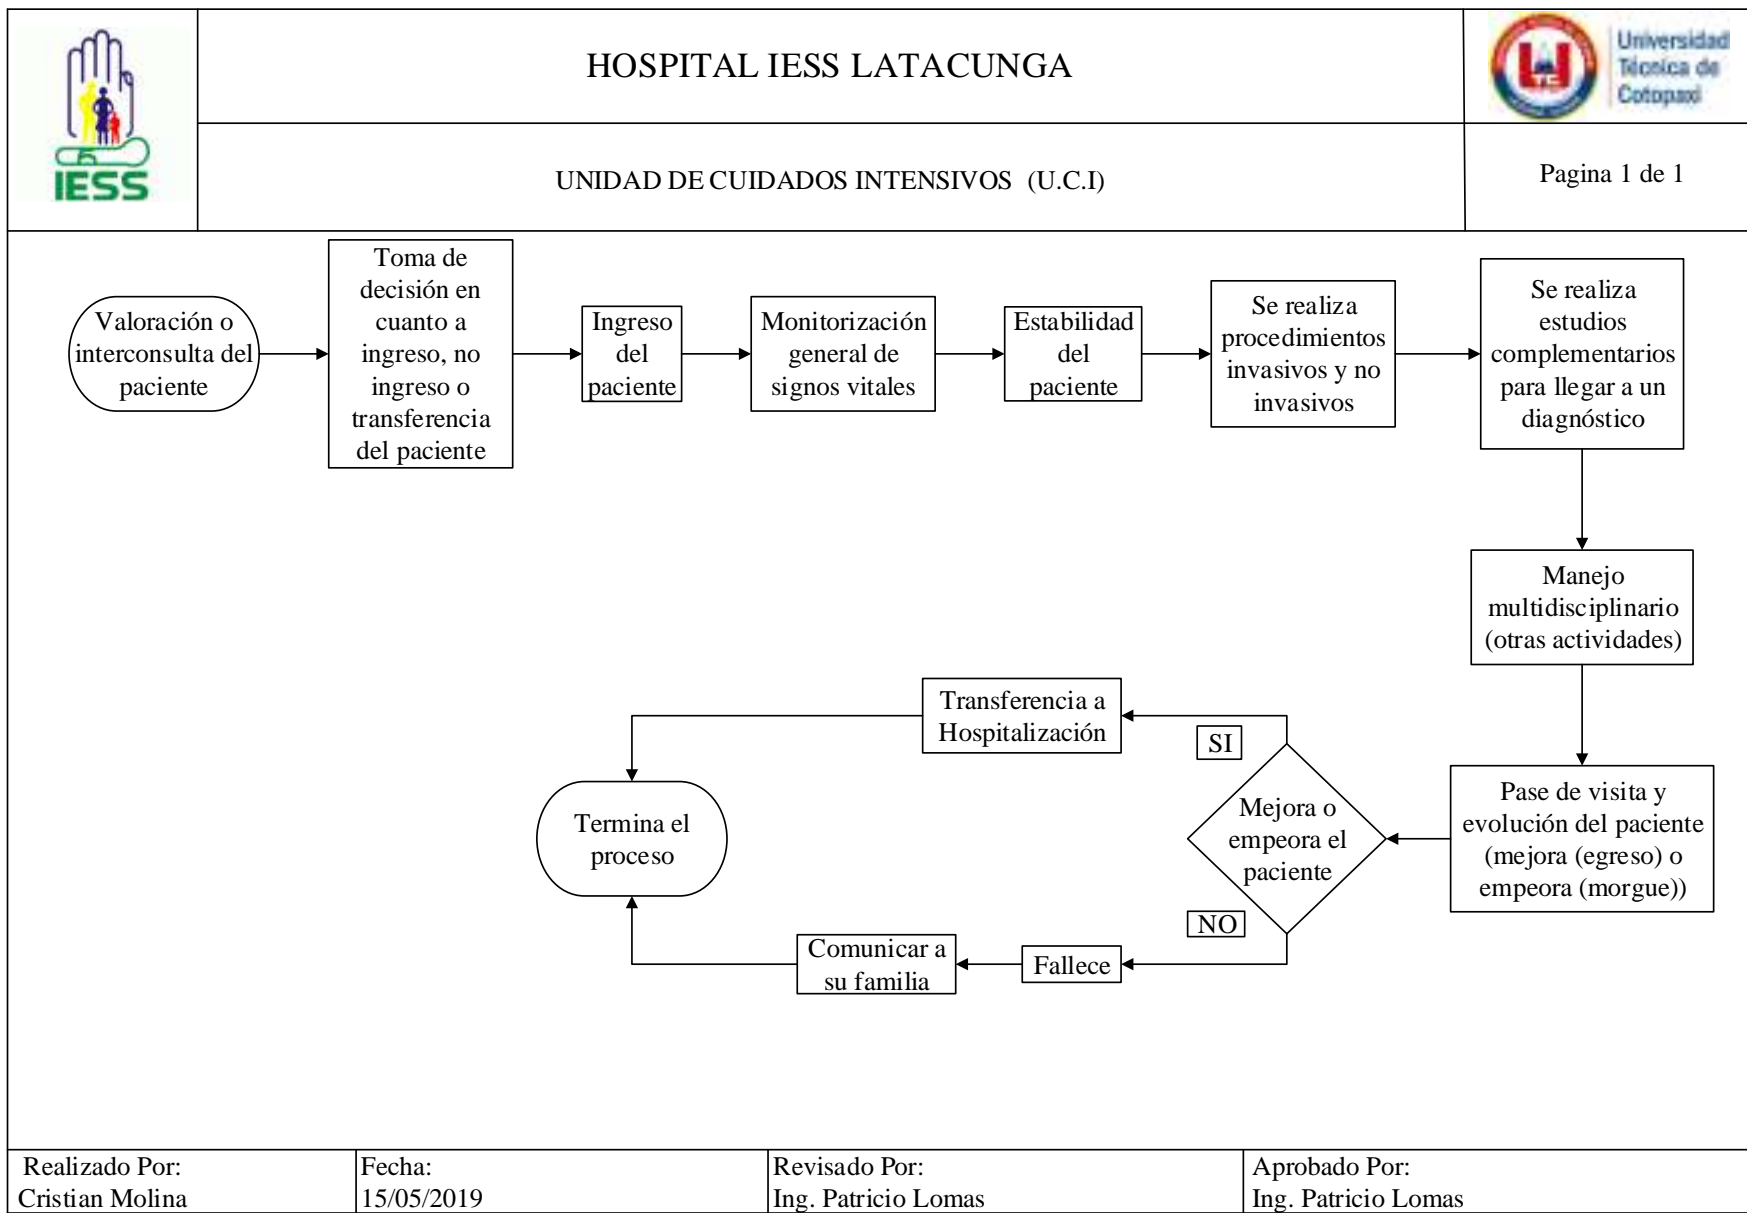 HOSPITAL IESS LATACUNGA
Universidad
Técnica de
Cotopaxi
IESS
UNIDAD DE CUIDADOS INTENSIVOS (U.C.I)
Pagina 1 de 1
Valoración o
interconsulta del
paciente
Toma de
decisión en
cuanto a
ingreso, no
ingreso o
transferencia
del paciente
Ingreso
del
paciente
Monitorización
general de
signos vitales
Estabilidad
del
paciente
Se realiza
procedimientos
invasivos y no
invasivos
Se realiza
estudios
complementarios
para llegar a un
diagnóstico
Manejo
multidisciplinario
(otras actividades)
Pase de visita y
evolución del paciente
(mejora (egreso) o
empeora (morgue))
Mejora o
empeora el
paciente
SI
Transferencia a
Hospitalización
NO
Fallece
Comunicar a
su familia
Termina el
proceso
Realizado Por:
Cristian Molina
Fecha:
15/05/2019
Revisado Por:
Ing. Patricio Lomas
Aprobado Por:
Ing. Patricio Lomas